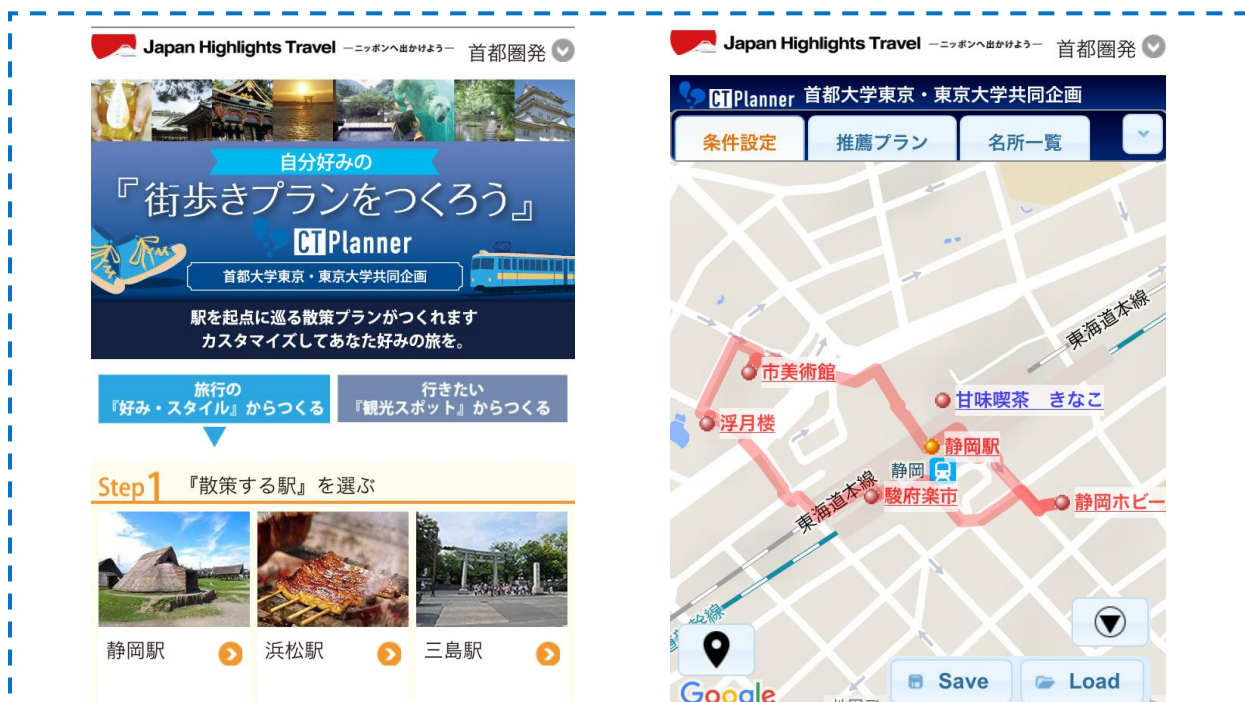 Japan Highlights Travel ―ニッポンへ出かけよう― 首都圏発
自分好みの
『街歩きプランをつくろう』
CTPlanner
首都大学東京・東京大学共同企画
駅を起点に巡る散策プランがつくれます
カスタマイズしてあなた好みの旅を。
旅行の
『好み・スタイル』からつくる
行きたい
『観光スポット』からつくる
Step1 『散策する駅』を選ぶ
静岡駅
浜松駅
三島駅
Japan Highlights Travel ―ニッポンへ出かけよう― 首都圏発
CTPlanner 首都大学東京・東京大学共同企画
条件設定
推薦プラン
名所一覧
東海道本線
市美術館
甘味喫茶 きなこ
浮月楼
静岡駅
静岡
駿府楽市
静岡ホビー
東海道本線
幹線
Save
Load
Google